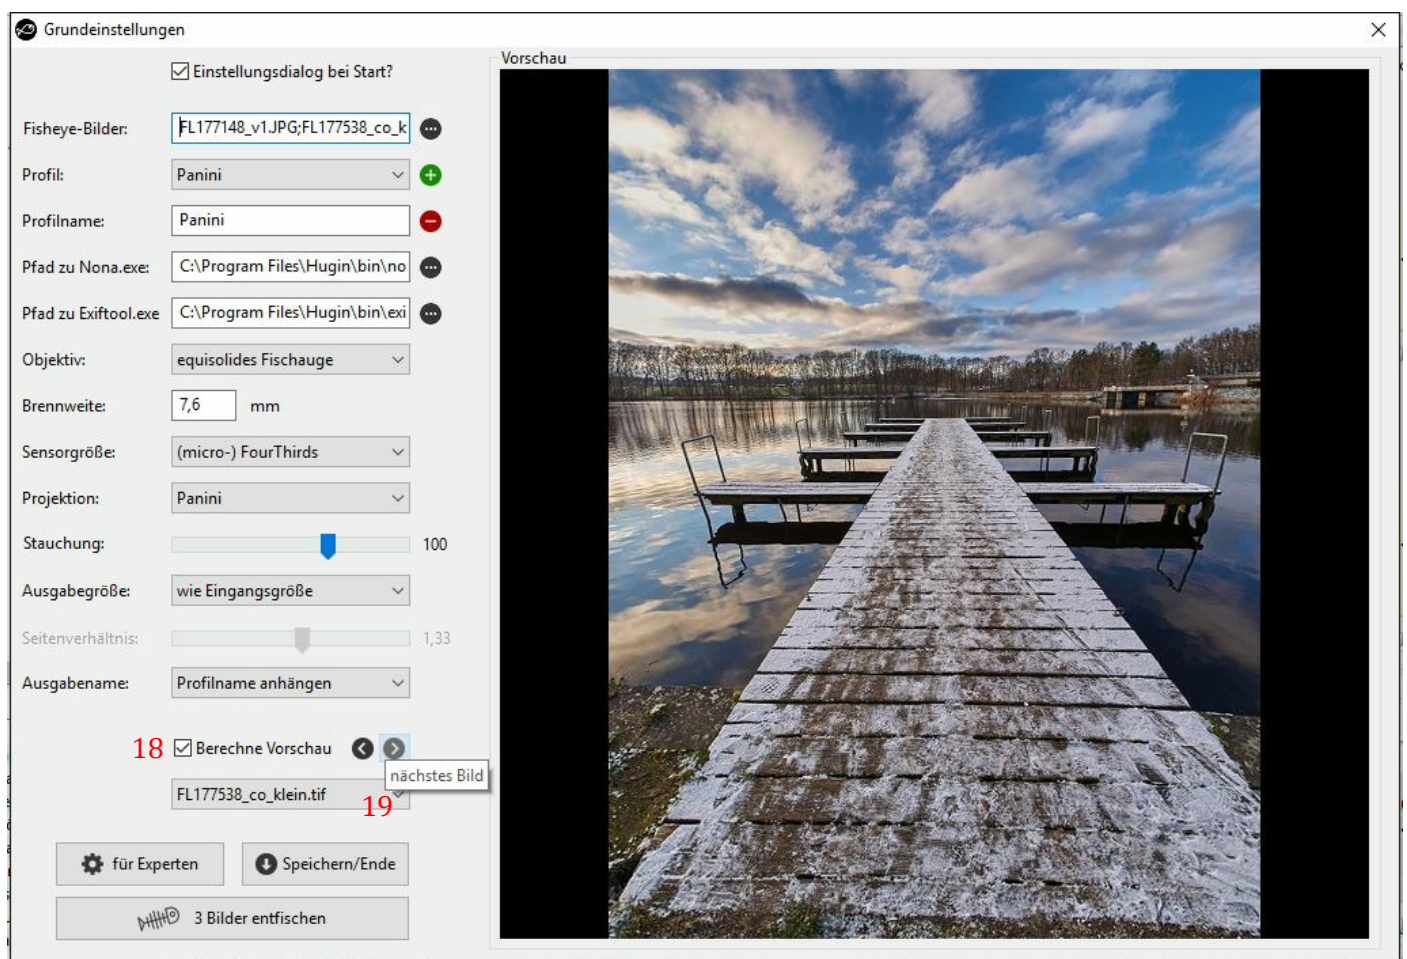 Grundeinstellungen
Einstellungsdialog bei Start?
Vorschau
Fisheye-Bilder: FL177148_v1.JPG;FL177538_co_k
Profil: Panini
Profilname: Panini
Pfad zu Nona.exe: C:\Program Files\Hugin\bin\no
Pfad zu Exiftool.exe C:\Program Files\Hugin\bin\exi
Objektiv: equisolides Fischauge
Brennweite: 7,6 mm
Sensorgröße: (micro-) FourThirds
Projektion: Panini
Stauchung: 100
Ausgabegröße: wie Eingangsgröße
Seitenverhältnis: 1,33
Ausgabename: Profilname anhängen
18 Berechne Vorschau
nächstes Bild
FL177538_co_klein.tif
19
für Experten Speichern/Ende
3 Bilder entfischen